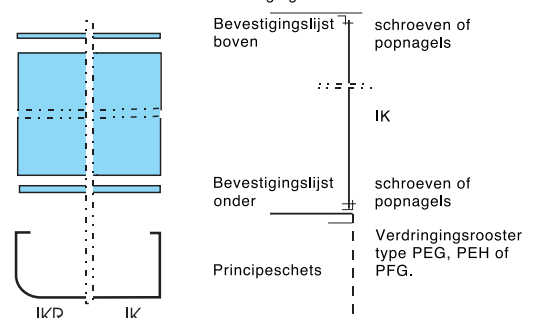 Bevestigingslijst
boven
schroeven of
popnagels
IK
Bevestigingslijst
onder
schroeven of
popnagels
Verdringingsrooster
type PEG, PEH of
PFG.
Principeschets
IKR
IK